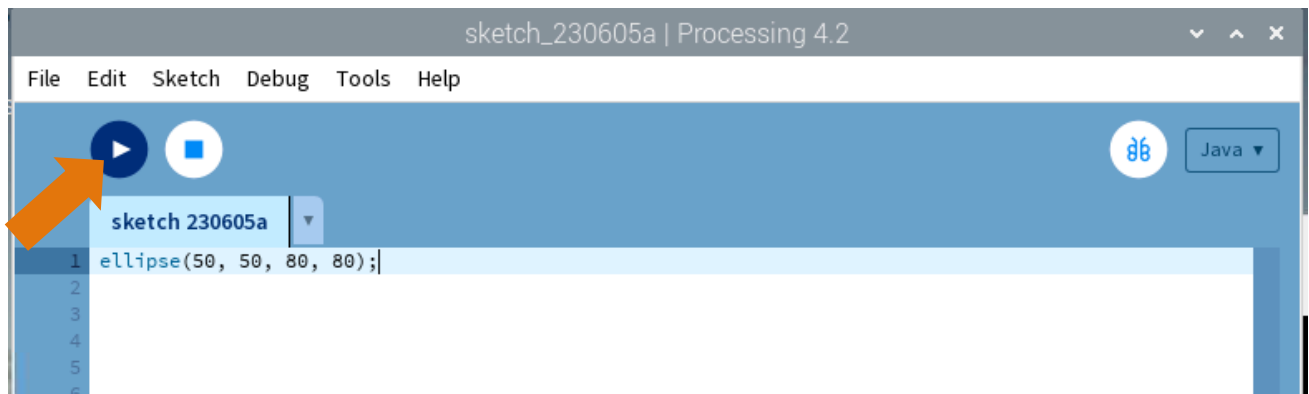 sketch_230605a | Processing 4.2
File Edit Sketch Debug Tools Help
Java ▾
sketch 230605a ▾
1 ellipse(50, 50, 80, 80);
2
3
4
5
6